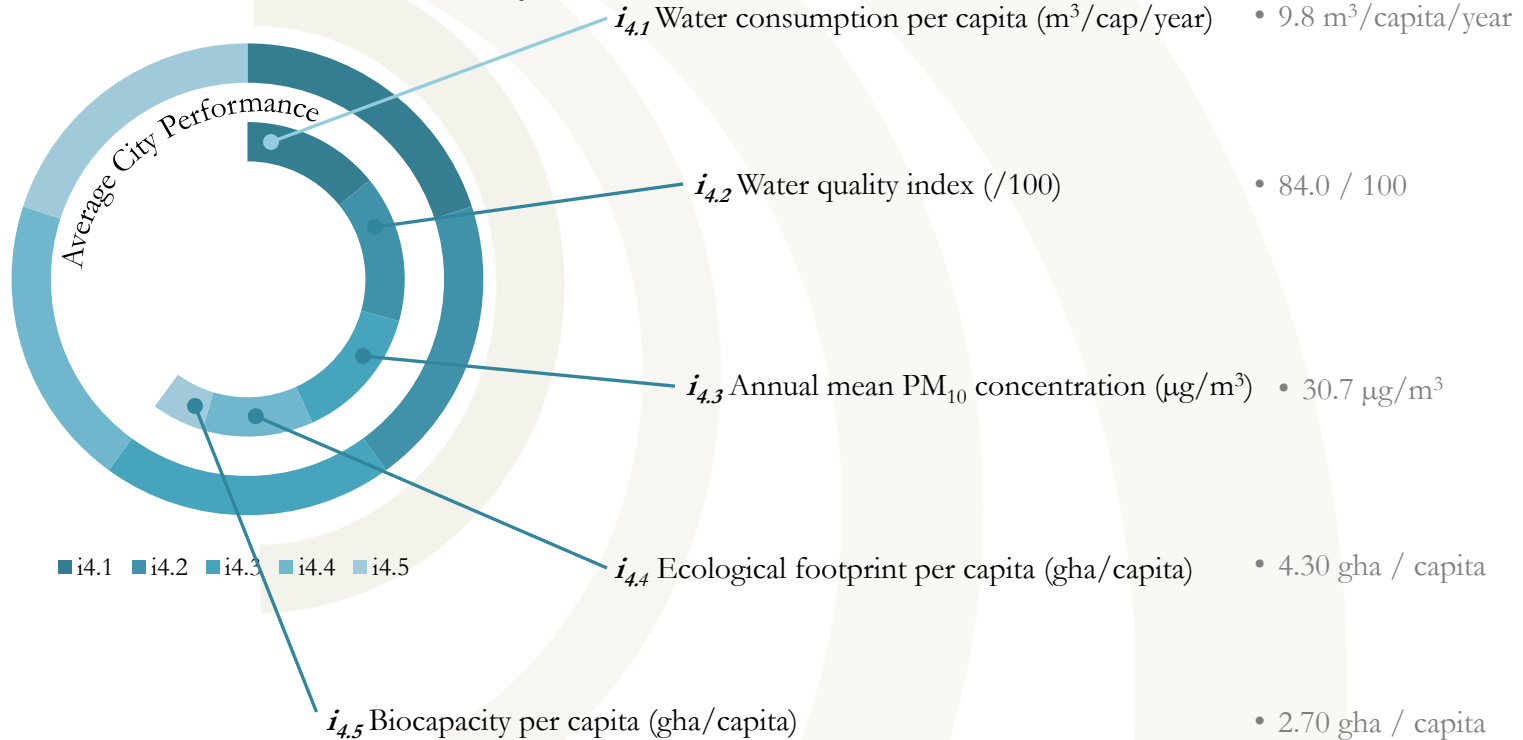 i4.1 Water consumption per capita (m³/cap/year)
• 9.8 m³/capita/year
Average City Performance
i4.2 Water quality index (/100)
• 84.0 / 100
i4.3 Annual mean PM₁₀ concentration (µg/m³)
• 30.7 µg/m³
i4.1 i4.2 i4.3 i4.4 i4.5
i4.4 Ecological footprint per capita (gha/capita)
• 4.30 gha / capita
i4.5 Biocapacity per capita (gha/capita)
• 2.70 gha / capita